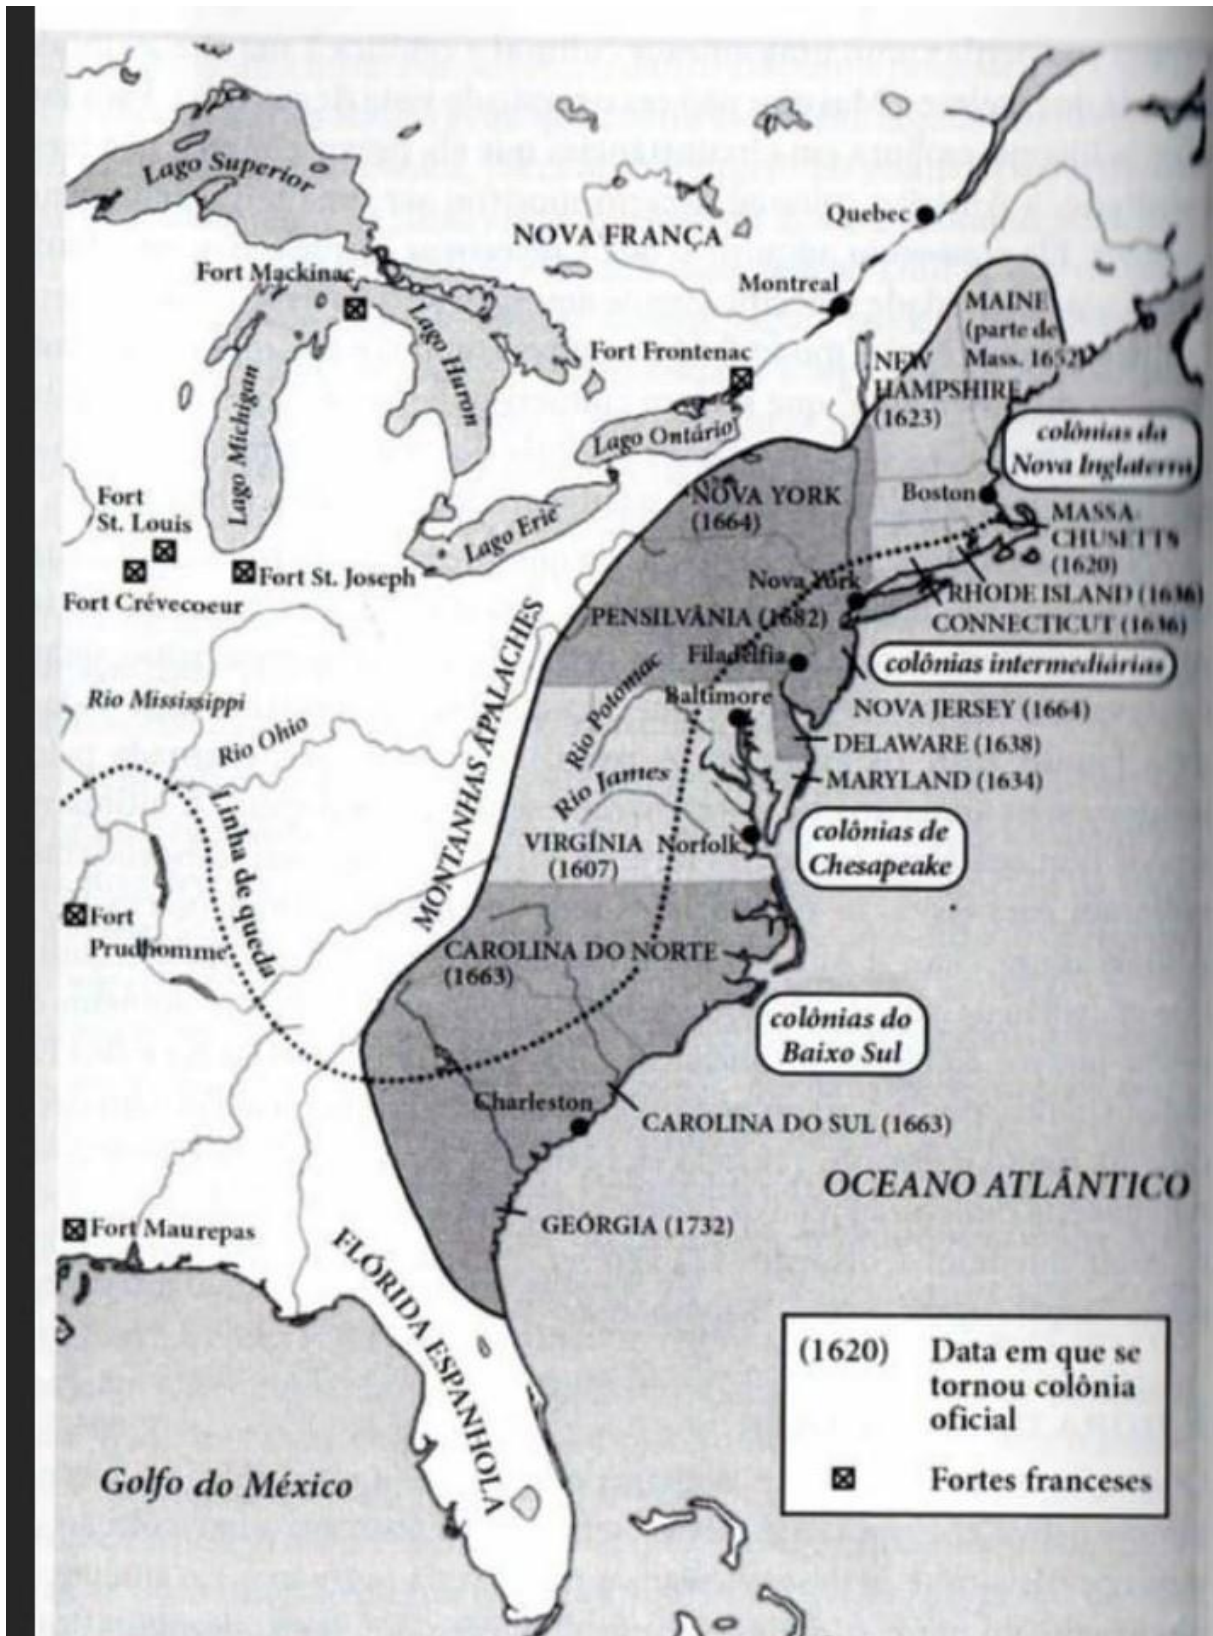 Lago Superior
NOVA FRANÇA
Quebec
Fort Mackinac
Montreal
Lago Huron
Lago Michigan
Fort Frontenac
Lago Ontário
MAINE
(parte de
Mass. 1652)
NEW
HAMPSHIRE
(1623)
colônias da
Nova Inglaterra
Fort
St. Louis
Lago Erie
NOVA YORK
(1664)
Boston
MASSA-
CHUSETTS
(1620)
Fort St. Joseph
Fort Crévecoeur
Nova York
RHODE ISLAND (1636)
PENSILVÂNIA (1682)
CONNECTICUT (1636)
Filadélfia
colônias intermediárias
Rio Mississippi
Rio Ohio
MONTANHAS APALACHES
Rio Potomac
Baltimore
NOVA JERSEY (1664)
DELAWARE (1638)
Rio James
MARYLAND (1634)
Linha de queda
VIRGÍNIA
(1607)
Norfolk
colônias de
Chesapeake
Fort
Prudhomme
CAROLINA DO NORTE
(1663)
colônias do
Baixo Sul
Charleston
CAROLINA DO SUL (1663)
OCEANO ATLÂNTICO
Fort Maurepas
GEÓRGIA (1732)
FLÓRIDA ESPANHOLA
Golfo do México
(1620) Data em que se
tornou colônia
oficial
Fortes franceses